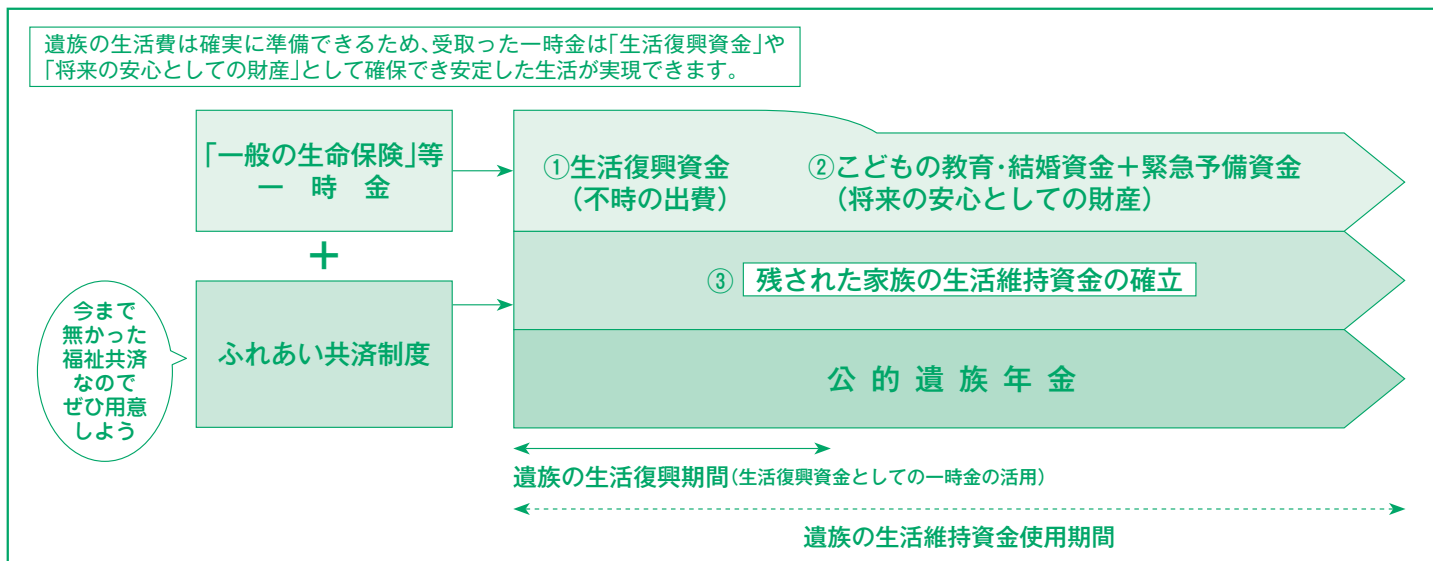 遺族の生活費は確実に準備できるため、受取った一時金は「生活復興資金」や
「将来の安心としての財産」として確保でき安定した生活が実現できます。
「一般の生命保険」等
一時金
＋
今まで
無かった
福祉共済
なので
ぜひ用意
しよう
ふれあい共済制度
①生活復興資金
（不時の出費）
②こどもの教育・結婚資金＋緊急予備資金
（将来の安心としての財産）
③ 残された家族の生活維持資金の確立
公的遺族年金
遺族の生活復興期間（生活復興資金としての一時金の活用）
遺族の生活維持資金使用期間